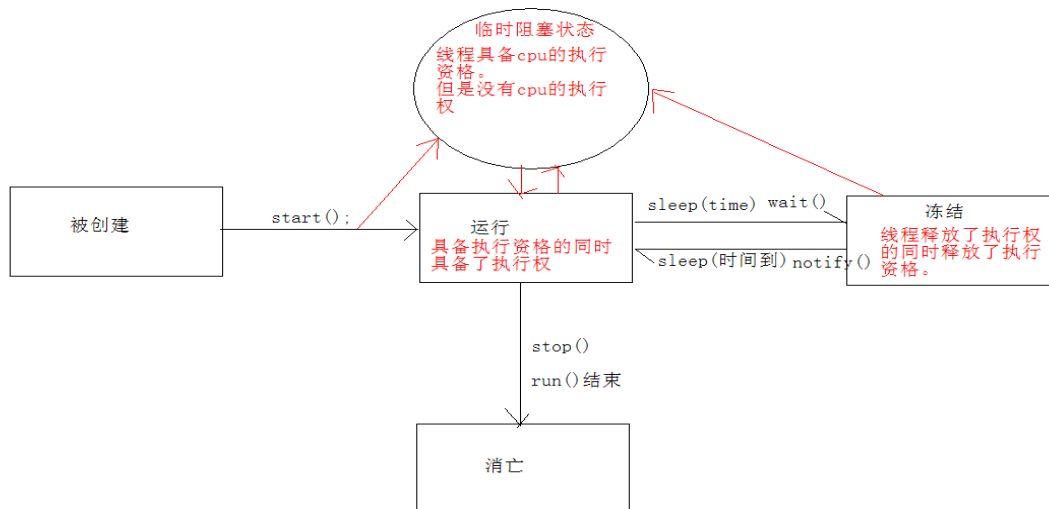 临时阻塞状态
线程具备cpu的执行
资格。
但是没有cpu的执行
权
被创建
start();
运行
具备执行资格的同时
具备了执行权
sleep(time) wait()
sleep(时间到) notify()
冻结
线程释放了执行权
的同时释放了执行
资格。
stop()
run()结束
消亡